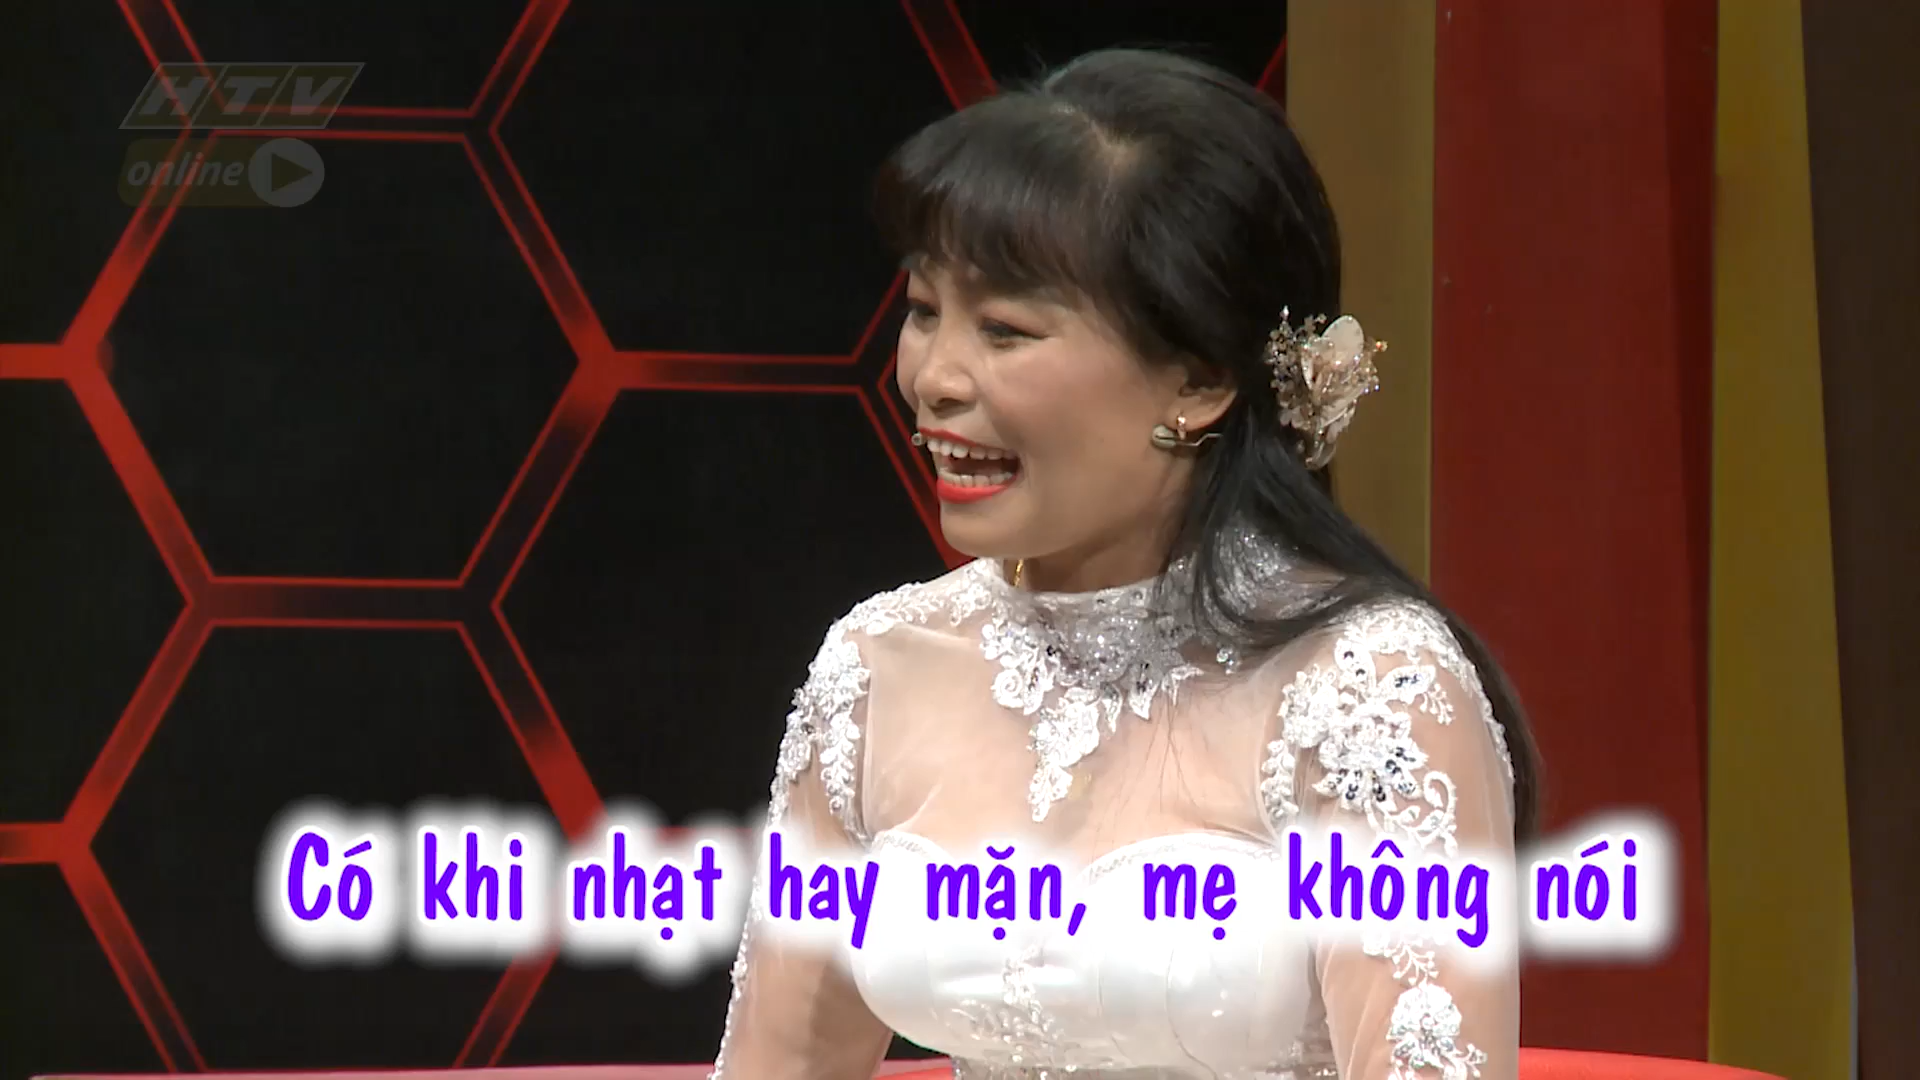 HTV
online
Có khi nhạt hay mặn, mẹ không nói